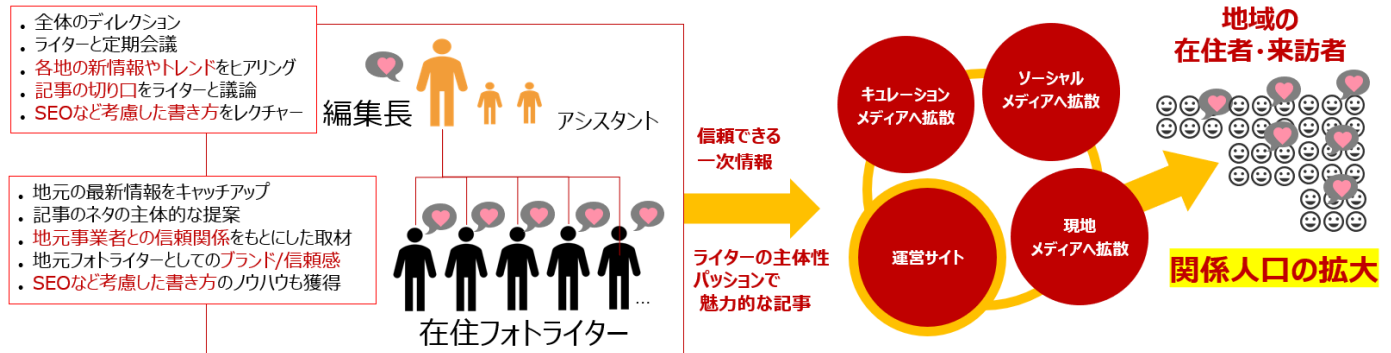 • 全体のディレクション
• ライターと定期会議
• 各地の新情報やトレンドをヒアリング
• 記事の切り口をライターと議論
• SEOなど考慮した書き方をレクチャー
編集長
アシスタント
• 地元の最新情報をキャッチアップ
• 記事のネタの主体的な提案
• 地元事業者との信頼関係をもとにした取材
• 地元フォトライターとしてのブランド/信頼感
• SEOなど考慮した書き方のノウハウも獲得
…
在住フォトライター
信頼できる
一次情報
ライターの主体性
パッションで
魅力的な記事
キュレーション
メディアへ拡散
ソーシャル
メディアへ拡散
運営サイト
現地
メディアへ拡散
地域の
在住者・来訪者
関係人口の拡大